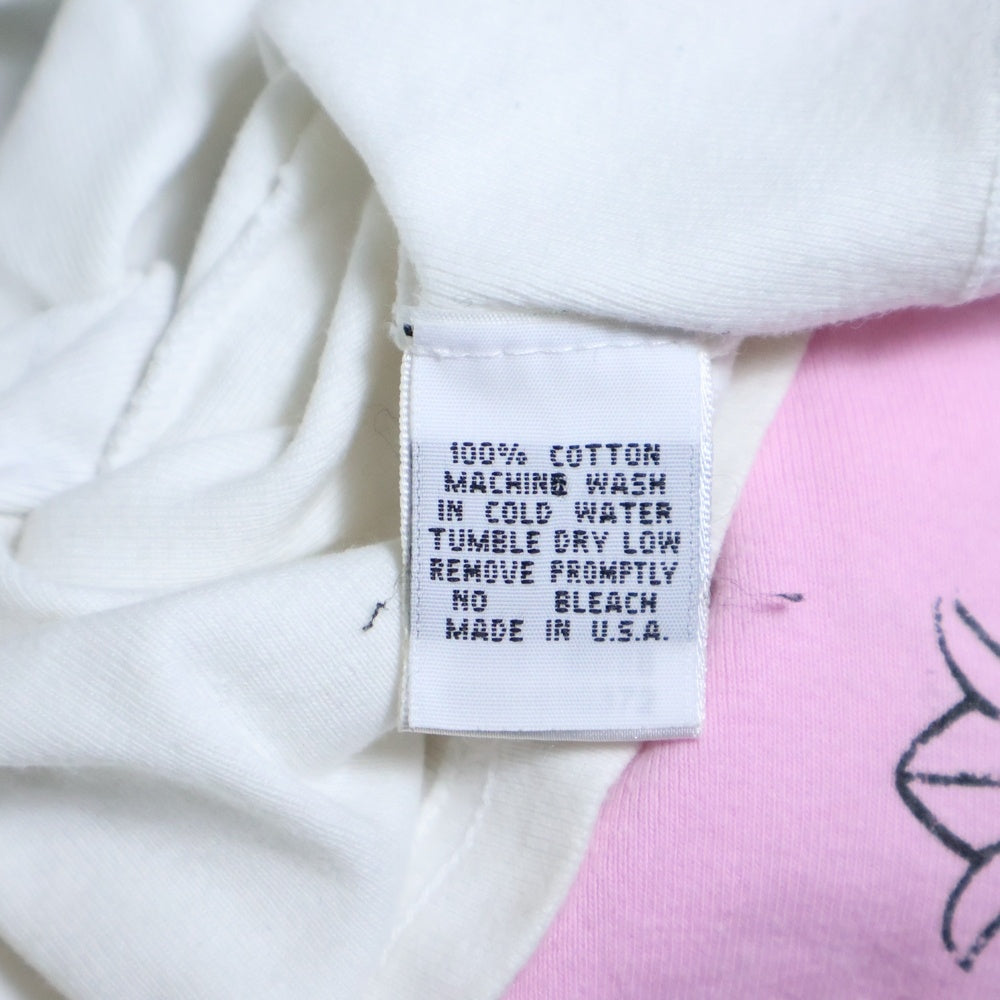 100% COTTON
MACHINE WASH
IN COLD WATER
TUMBLE DRY LOW
REMOVE PROMPTLY
NO BLEACH
MADE IN U.S.A.